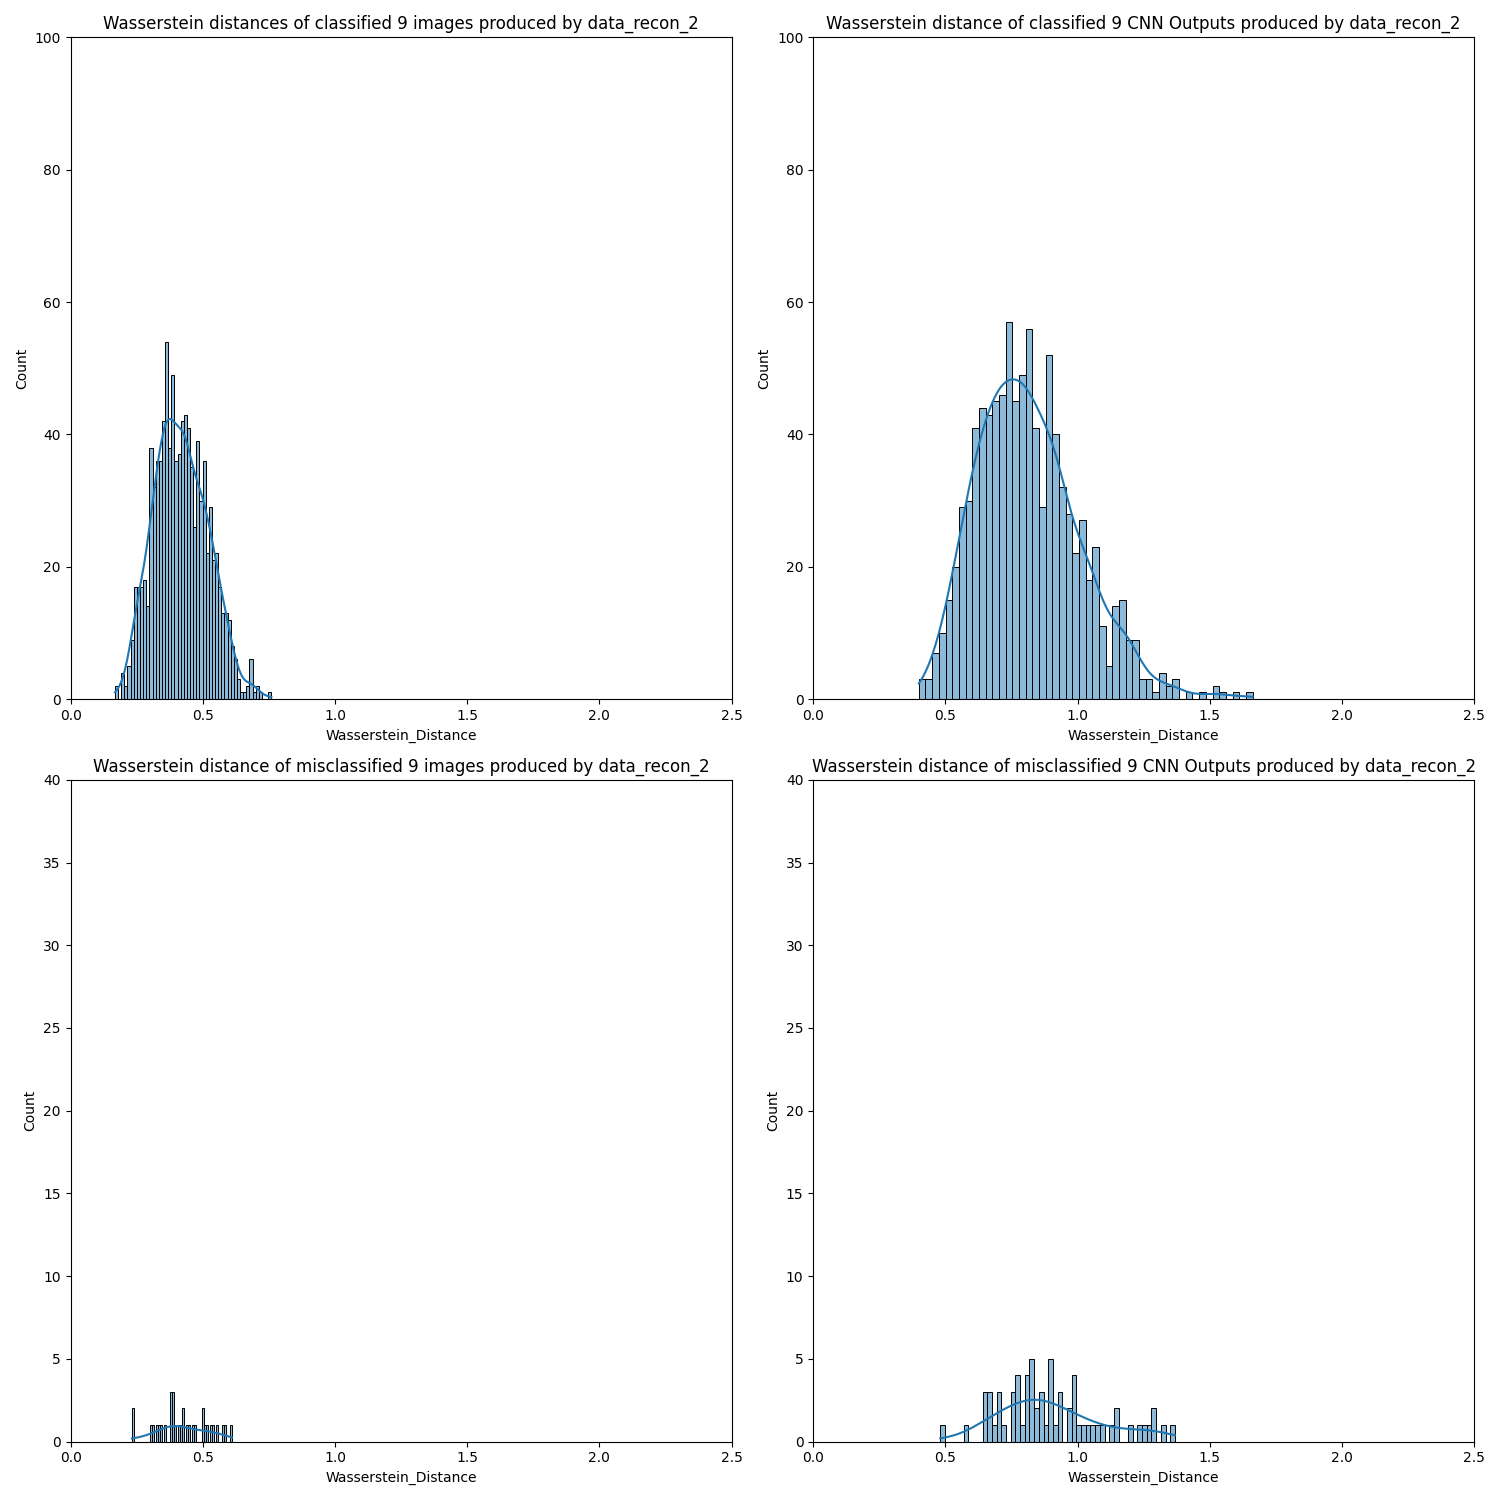 Wasserstein distances of classified 9 images produced by data_recon_2
100
80
60
40
20
0
Count
0.0 0.5 1.0 1.5 2.0 2.5
Wasserstein_Distance
Wasserstein distance of classified 9 CNN Outputs produced by data_recon_2
100
80
60
40
20
0
Count
0.0 0.5 1.0 1.5 2.0 2.5
Wasserstein_Distance
Wasserstein distance of misclassified 9 images produced by data_recon_2
40
35
30
25
20
15
10
5
0
Count
0.0 0.5 1.0 1.5 2.0 2.5
Wasserstein_Distance
Wasserstein distance of misclassified 9 CNN Outputs produced by data_recon_2
40
35
30
25
20
15
10
5
0
Count
0.0 0.5 1.0 1.5 2.0 2.5
Wasserstein_Distance